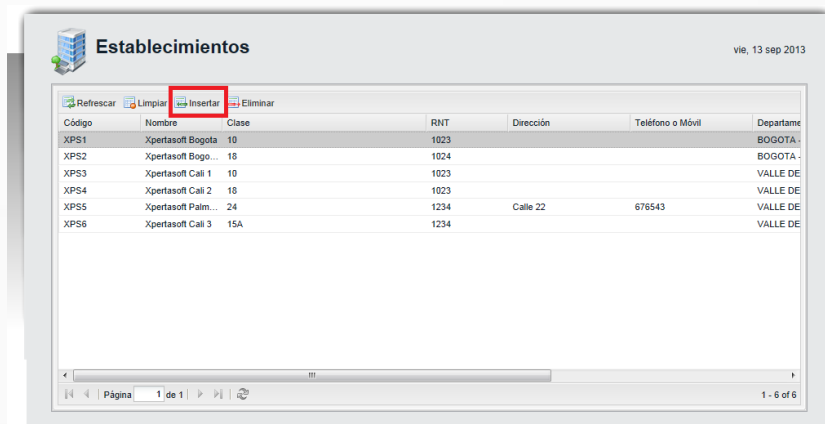 Establecimientos
vie, 13 sep 2013
Refrescar Limpiar Insertar Eliminar
Código Nombre Clase RNT Dirección Teléfono o Móvil Departame
XPS1 Xpertasoft Bogota 10 1023 BOGOTA -
XPS2 Xpertasoft Bogo... 18 1024 BOGOTA -
XPS3 Xpertasoft Cali 1 10 1023 VALLE DE
XPS4 Xpertasoft Cali 2 18 1023 VALLE DE
XPS5 Xpertasoft Palm... 24 1234 Calle 22 676543 VALLE DE
XPS6 Xpertasoft Cali 3 15A 1234 VALLE DE
Página 1 de 1 1 - 6 of 6